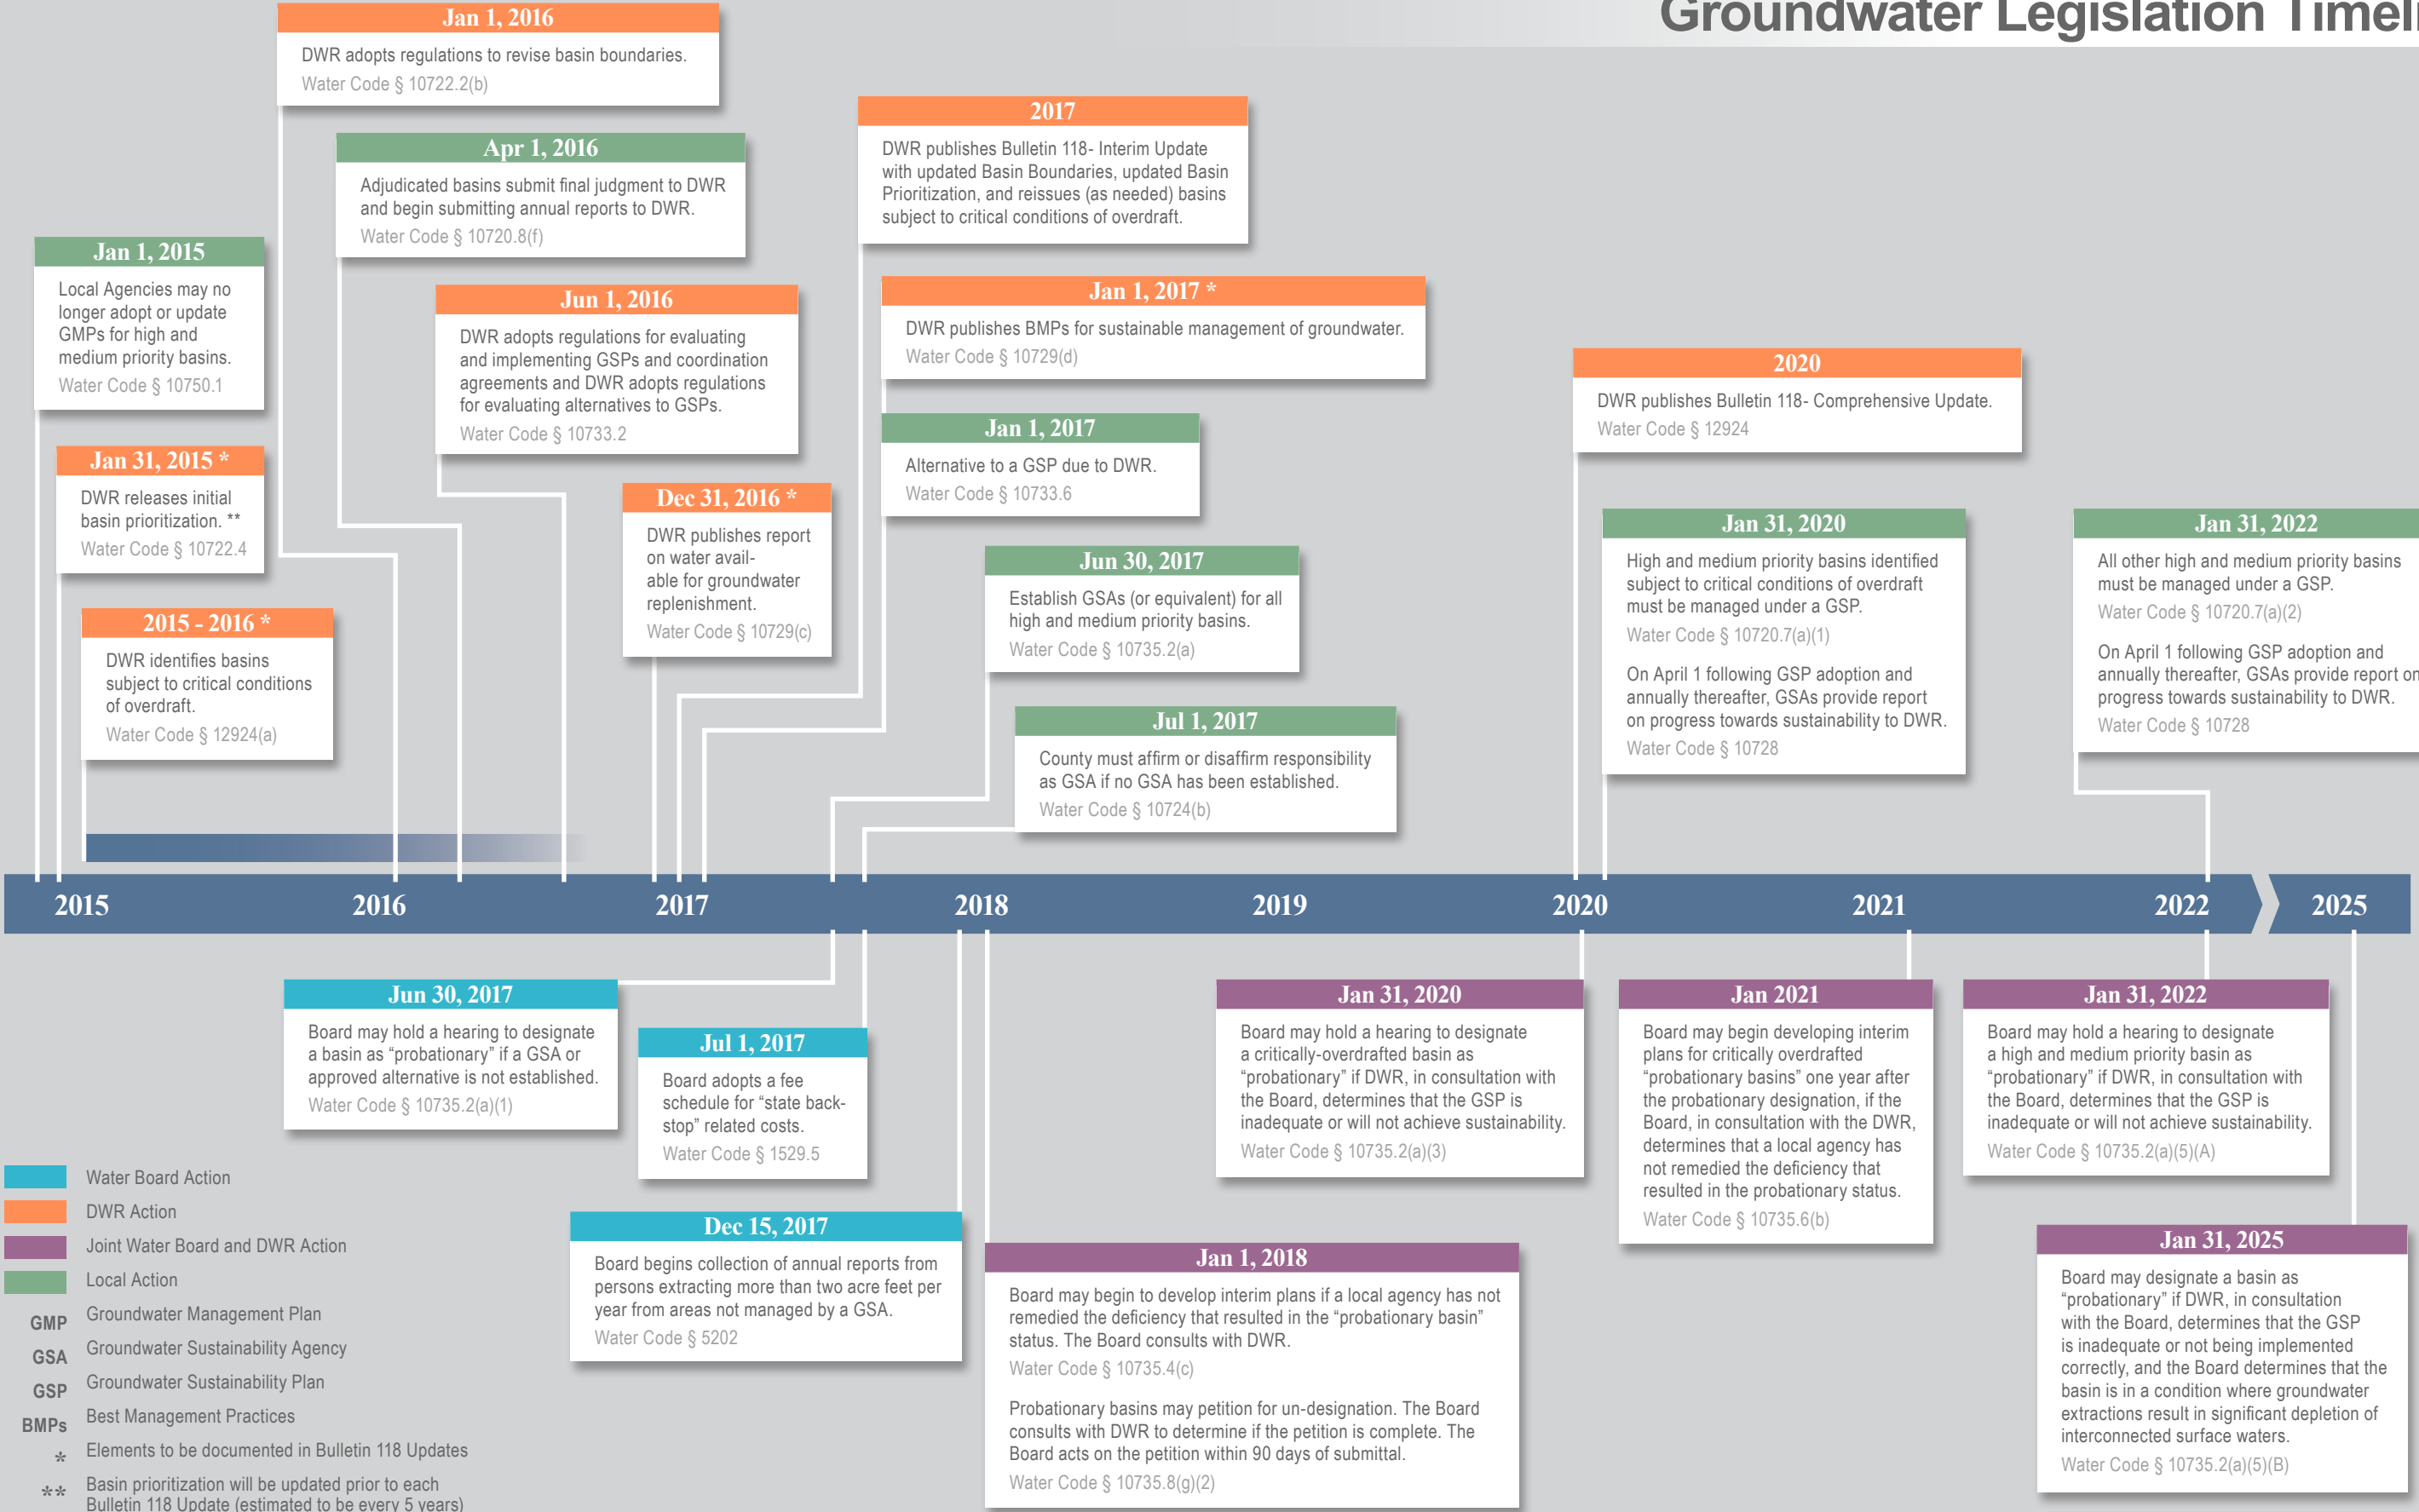 Groundwater Legislation
Jan 1, 2016
DWR adopts regulations to revise basin boundaries.
Water Code § 10722.2(b)
Apr 1, 2016
Adjudicated basins submit final judgment to DWR
and begin submitting annual reports to DWR.
Water Code § 10720.8(f)
Jan 1, 2015
Local Agencies may no
longer adopt or update
GMPs for high and
medium priority basins.
Water Code § 10750.1
Jun 1, 2016
DWR adopts regulations for evaluating
and implementing GSPs and coordination
agreements and DWR adopts regulations
for evaluating alternatives to GSPs.
Water Code § 10733.2
Jan 31, 2015 *
DWR releases initial
basin prioritization. **
Water Code § 10722.4
2015 - 2016 *
DWR identifies basins
subject to critical conditions
of overdraft.
Water Code § 12924(a)
Dec 31, 2016 *
DWR publishes report
on water avail-
able for groundwater
replenishment.
Water Code § 10729(c)
2017
DWR publishes Bulletin 118- Interim Update
with updated Basin Boundaries, updated Basin
Prioritization, and reissues (as needed) basins
subject to critical conditions of overdraft.
Jan 1, 2017 *
DWR publishes BMPs for sustainable management of groundwater.
Water Code § 10729(d)
Jan 1, 2017
Alternative to a GSP due to DWR.
Water Code § 10733.6
Jun 30, 2017
Establish GSAs (or equivalent) for all
high and medium priority basins.
Water Code § 10735.2(a)
Jul 1, 2017
County must affirm or disaffirm responsibility
as GSA if no GSA has been established.
Water Code § 10724(b)
2020
DWR publishes Bulletin 118- Comprehensive Update.
Water Code § 12924
Jan 31, 2020
High and medium priority basins identified
subject to critical conditions of overdraft
must be managed under a GSP.
Water Code § 10720.7(a)(1)
On April 1 following GSP adoption and
annually thereafter, GSAs provide report
on progress towards sustainability to DWR.
Water Code § 10728
Jan 31, 2022
All other high and medium priority basins
must be managed under a GSP.
Water Code § 10720.7(a)(2)
On April 1 following GSP adoption and
annually thereafter, GSAs provide report on
progress towards sustainability to DWR.
Water Code § 10728
2015 2016 2017 2018 2019 2020 2021 2022 2025
Jun 30, 2017
Board may hold a hearing to designate
a basin as “probationary” if a GSA or
approved alternative is not established.
Water Code § 10735.2(a)(1)
Jul 1, 2017
Board adopts a fee
schedule for “state back-
stop” related costs.
Water Code § 1529.5
Dec 15, 2017
Board begins collection of annual reports from
persons extracting more than two acre feet per
year from areas not managed by a GSA.
Water Code § 5202
Jan 1, 2018
Board may begin to develop interim plans if a local agency has not
remedied the deficiency that resulted in the “probationary basin”
status. The Board consults with DWR.
Water Code § 10735.4(c)
Probationary basins may petition for un-designation. The Board
consults with DWR to determine if the petition is complete. The
Board acts on the petition within 90 days of submittal.
Water Code § 10735.8(g)(2)
Jan 31, 2020
Board may hold a hearing to designate
a critically-overdrafted basin as
“probationary” if DWR, in consultation with
the Board, determines that the GSP is
inadequate or will not achieve sustainability.
Water Code § 10735.2(a)(3)
Jan 2021
Board may begin developing interim
plans for critically overdrafted
“probationary basins” one year after
the probationary designation, if the
Board, in consultation with the DWR,
determines that a local agency has
not remedied the deficiency that
resulted in the probationary status.
Water Code § 10735.6(b)
Jan 31, 2022
Board may hold a hearing to designate
a high and medium priority basin as
“probationary” if DWR, in consultation with
the Board, determines that the GSP is
inadequate or will not achieve sustainability.
Water Code § 10735.2(a)(5)(A)
Jan 31, 2025
Board may designate a basin as
“probationary” if DWR, in consultation
with the Board, determines that the GSP
is inadequate or not being implemented
correctly, and the Board determines that the
basin is in a condition where groundwater
extractions result in significant depletion of
interconnected surface waters.
Water Code § 10735.2(a)(5)(B)
Water Board Action
DWR Action
Joint Water Board and DWR Action
Local Action
GMP Groundwater Management Plan
GSA Groundwater Sustainability Agency
GSP Groundwater Sustainability Plan
BMPs Best Management Practices
* Elements to be documented in Bulletin 118 Updates
** Basin prioritization will be updated prior to each
Bulletin 118 Update (estimated to be every 5 years)